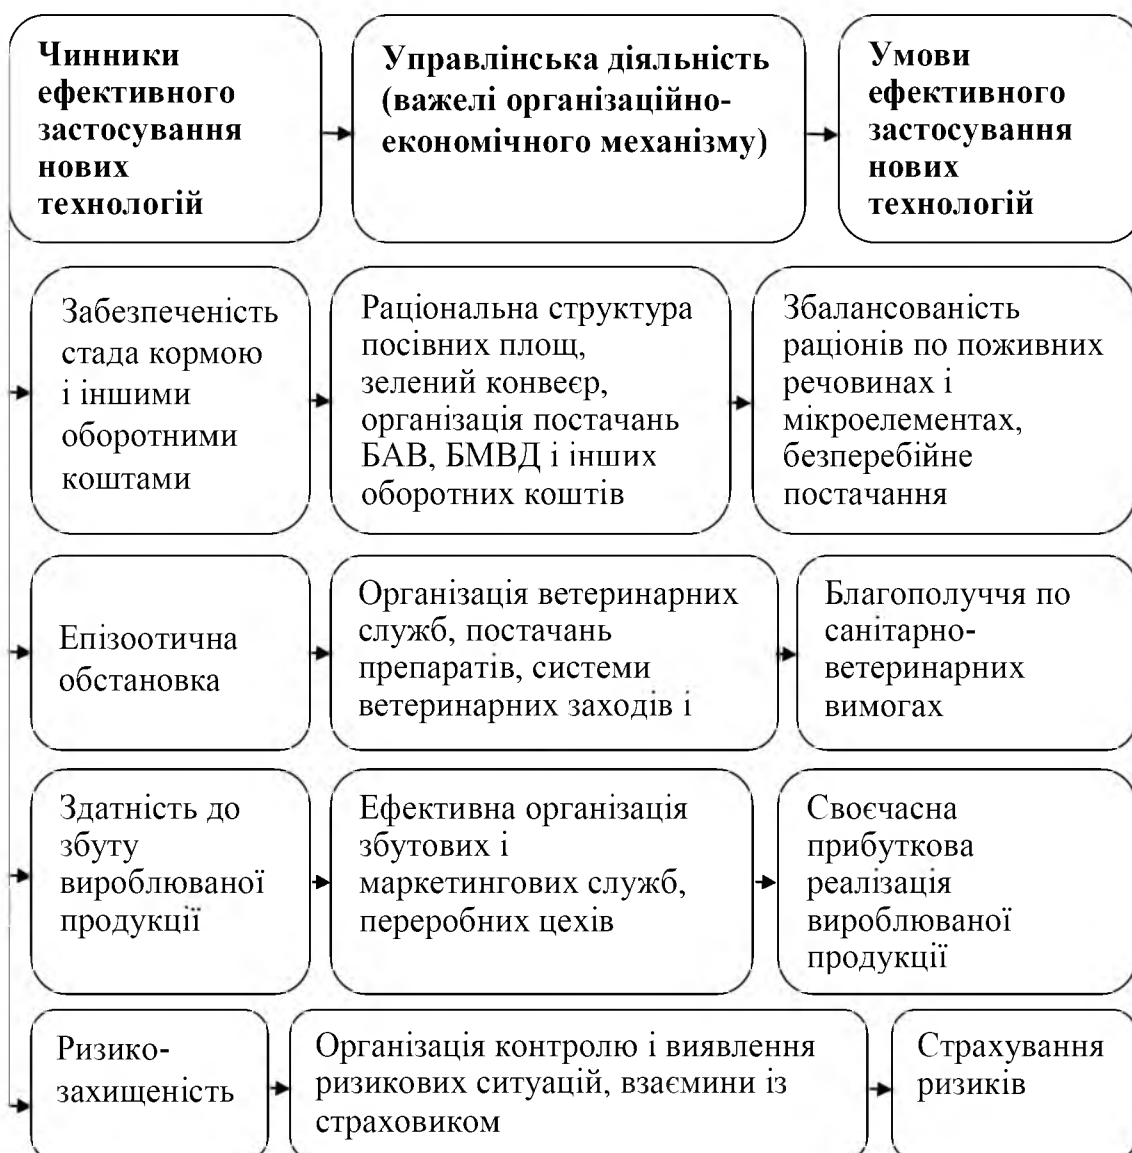 Чинники
ефективного
застосування
нових
технологій
Управлінська діяльність
(важелі організаційно-
економічного механізму)
Умови
ефективного
застосування
нових
технологій
Забезпеченість
стада кормою
і іншими
оборотними
коштами
Раціональна структура
посівних площ,
зелений конвеєр,
організація постачань
БАВ, БМВД і інших
оборотних коштів
Збалансованість
раціонів по поживних
речовинах і
мікроелементах,
безперебійне
постачання
Епізоотична
обстановка
Організація ветеринарних
служб, постачань
препаратів, системи
ветеринарних заходів і
Благополуччя по
санітарно-
ветеринарних
вимогах
Здатність до
збуту
вироблюваної
продукції
Ефективна організація
збутових і
маркетингових служб,
переробних цехів
Своєчасна
прибуткова
реалізація
вироблюваної
продукції
Ризико-
захищеність
Організація контролю і виявлення
ризикових ситуацій, взаємини із
страховиком
Страхування
ризиків